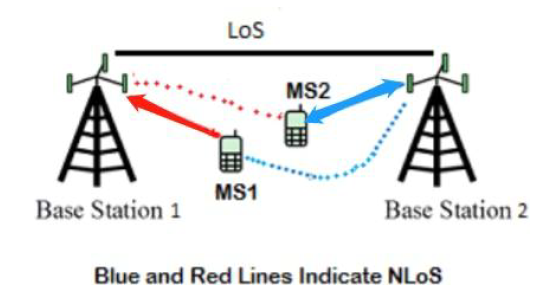 LoS
MS2
MS1
Base Station 1
Base Station 2
Blue and Red Lines Indicate NLoS